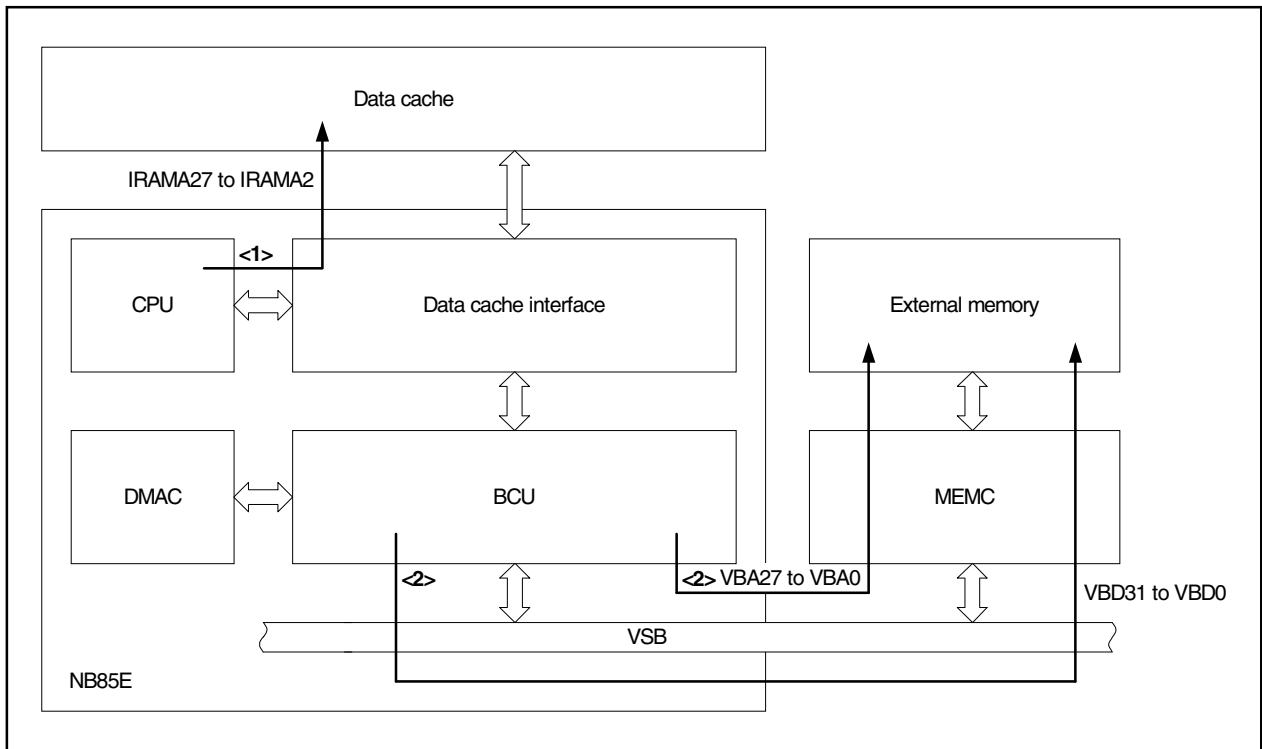 Data cache
IRAMA27 to IRAMA2
<1>
CPU
Data cache interface
External memory
DMAC
BCU
MEMC
<2>
<2> VBA27 to VBA0
VBD31 to VBD0
VSB
NB85E